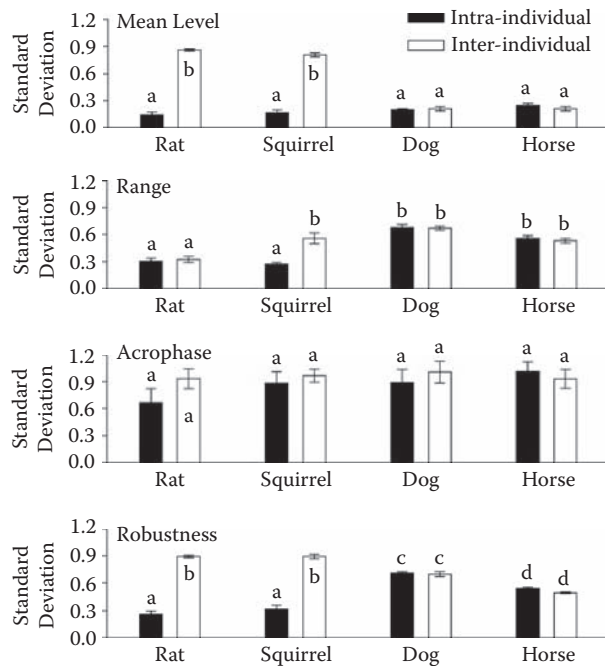 Mean Level
Intra-individual
Inter-individual
Standard
Deviation
1.2
0.9
0.6
0.3
0.0
a
b
a
b
a
a
a
a
Rat
Squirrel
Dog
Horse
Range
Standard
Deviation
1.2
0.9
0.6
0.3
0.0
a
a
a
b
b
b
b
b
Rat
Squirrel
Dog
Horse
Acrophase
Standard
Deviation
1.2
0.9
0.6
0.3
0.0
a
a
a
a
a
a
a
a
Rat
Squirrel
Dog
Horse
Robustness
Standard
Deviation
1.2
0.9
0.6
0.3
0.0
a
b
a
b
c
c
d
d
Rat
Squirrel
Dog
Horse